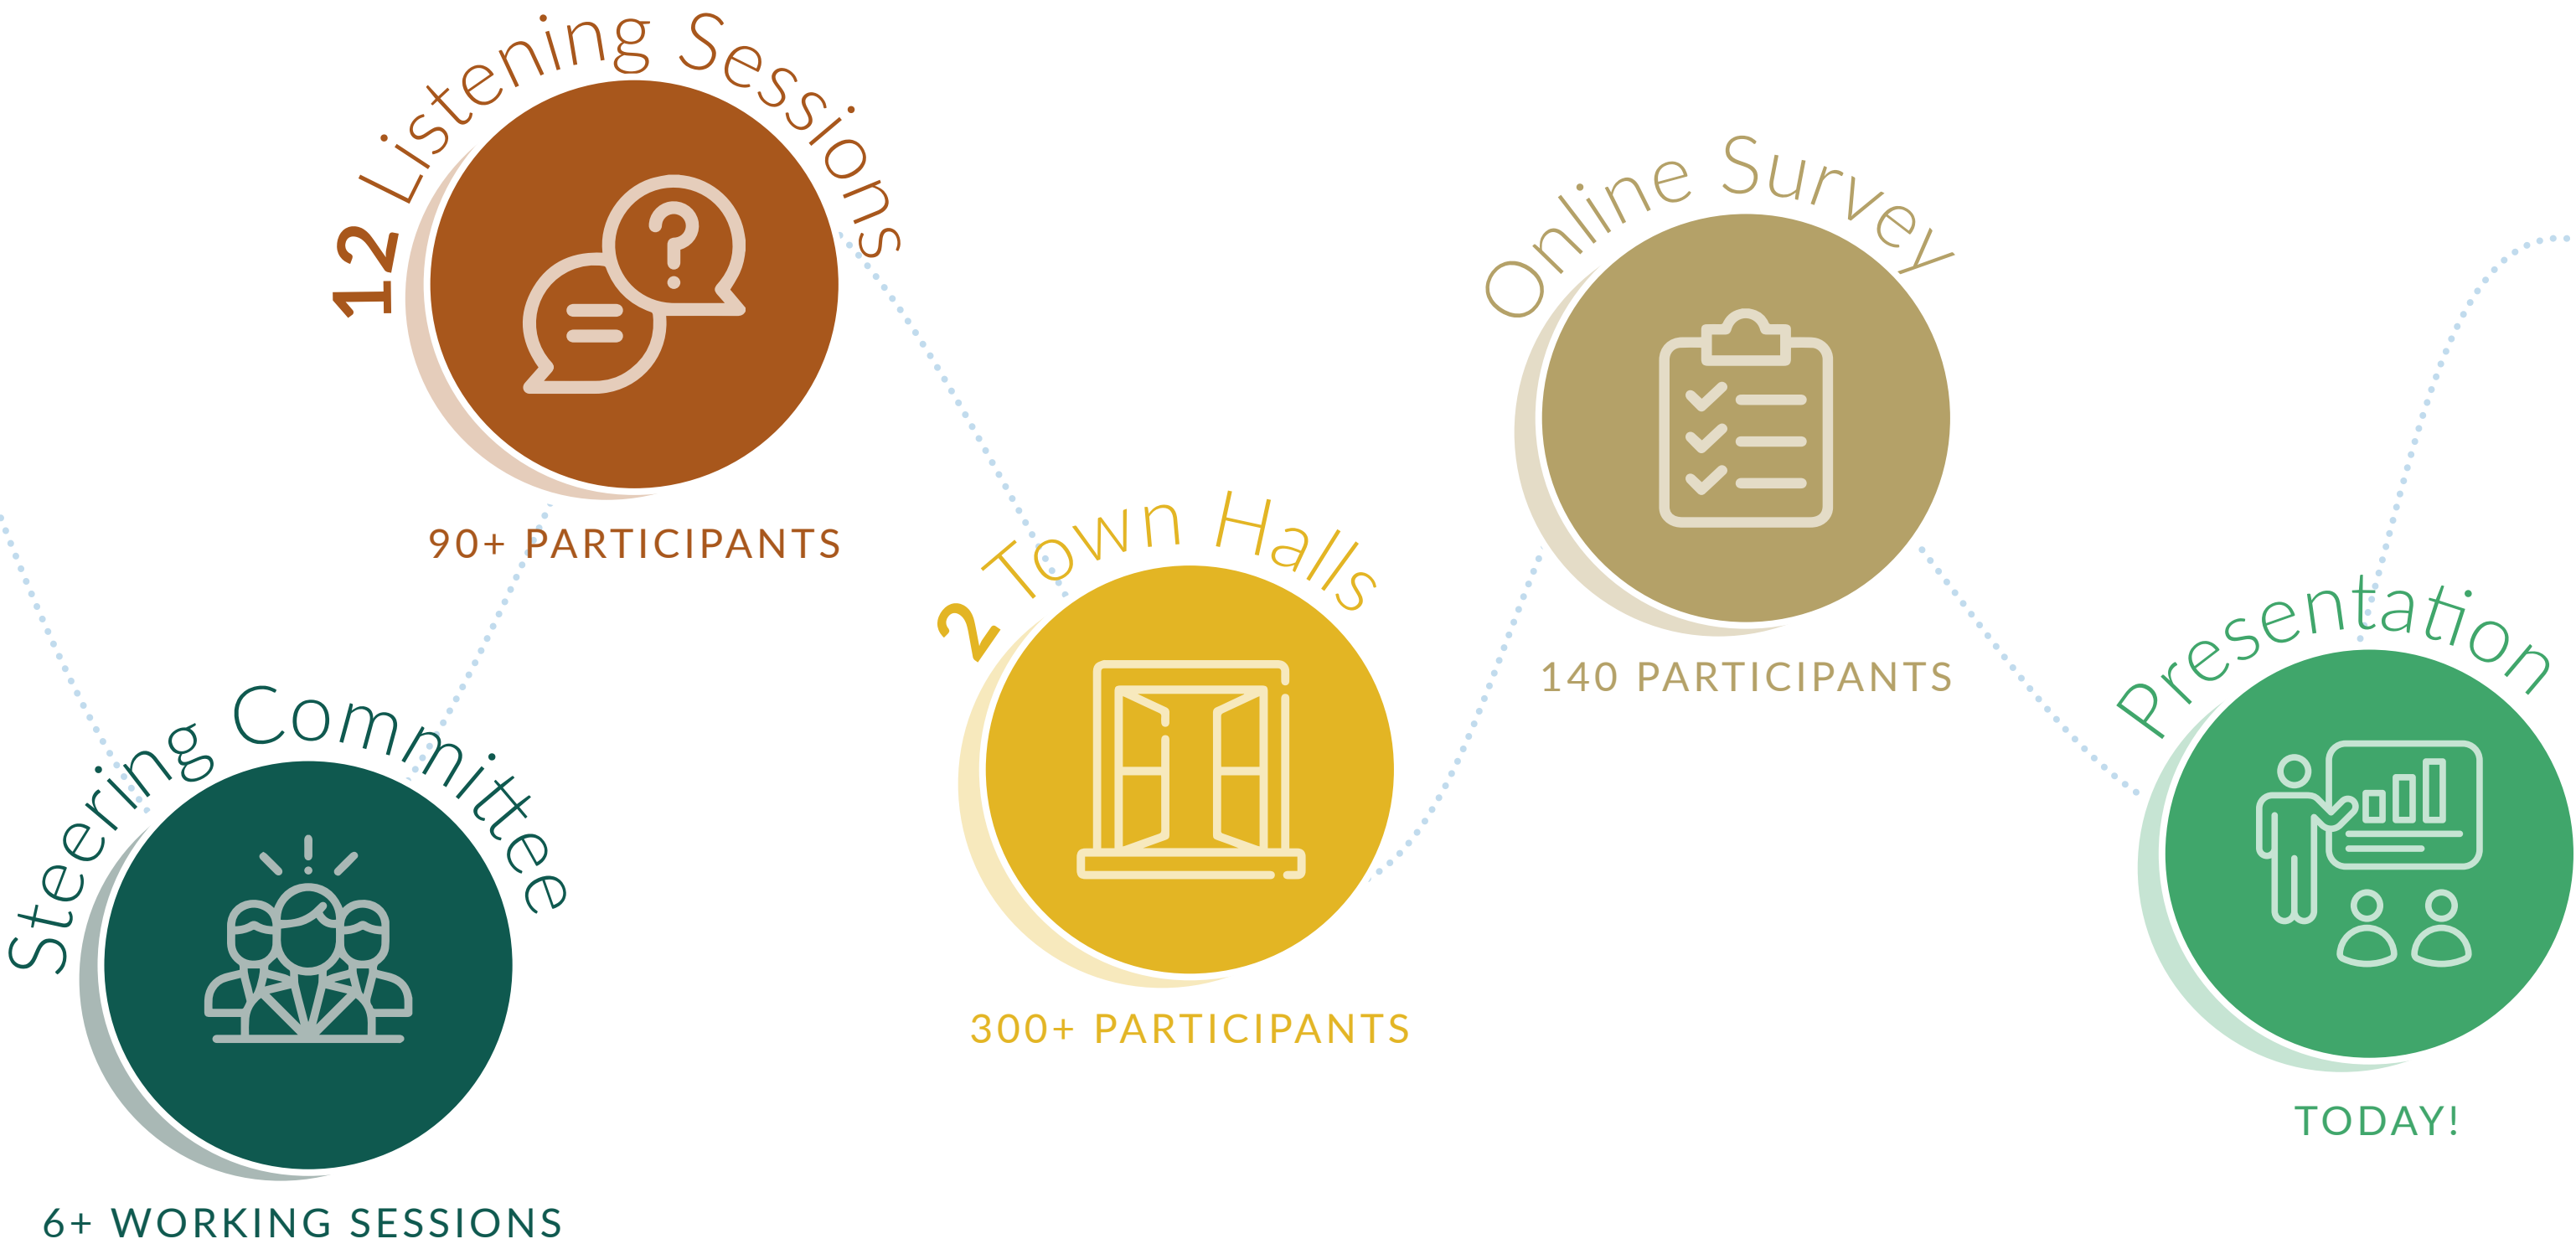 Steering Committee
6+ WORKING SESSIONS
12 Listening Sessions
90+ PARTICIPANTS
2 Town Halls
300+ PARTICIPANTS
Online Survey
140 PARTICIPANTS
Presentation
TODAY!